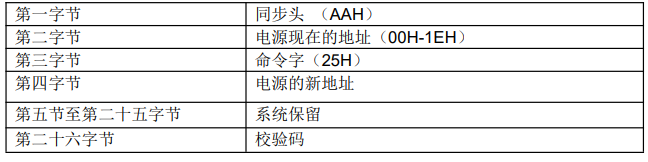 第一字节 同步头 （AAH）
第二字节 电源现在的地址（00H-1EH）
第三字节 命令字（25H）
第四字节 电源的新地址
第五节至第二十五字节 系统保留
第二十六字节 校验码